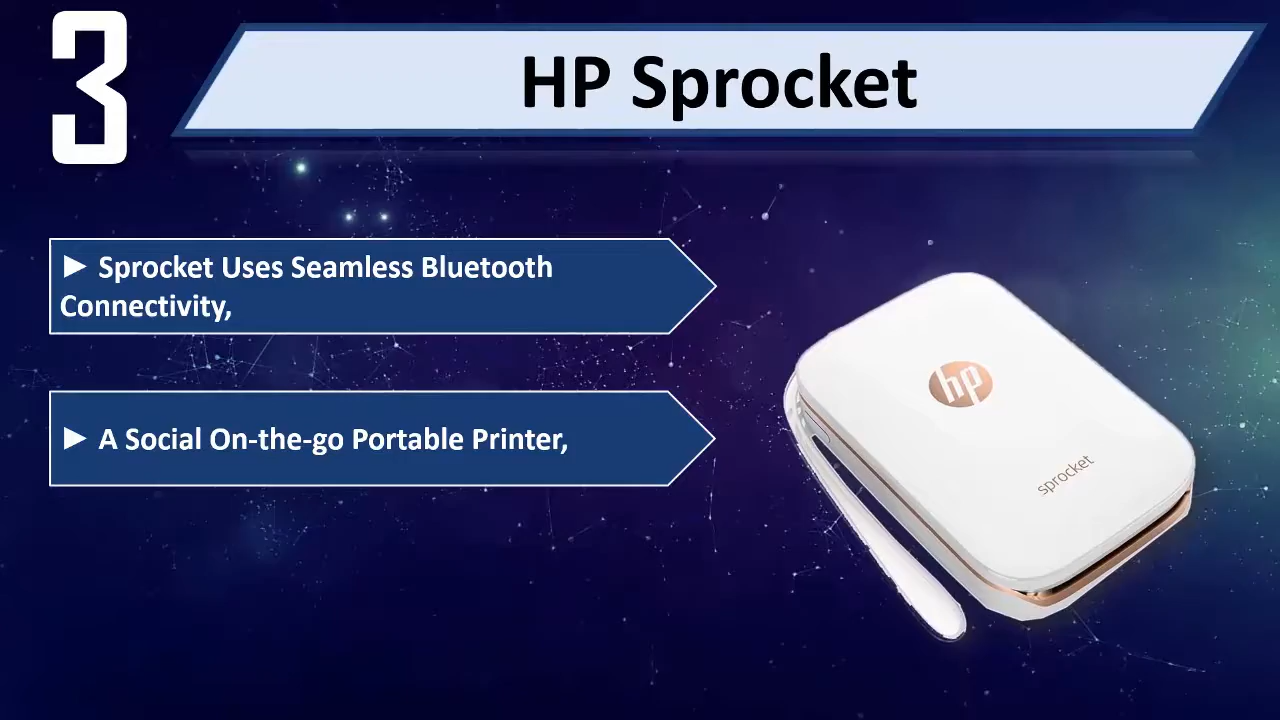 3
HP Sprocket
► Sprocket Uses Seamless Bluetooth
Connectivity,
► A Social On-the-go Portable Printer,
hp
sprocket